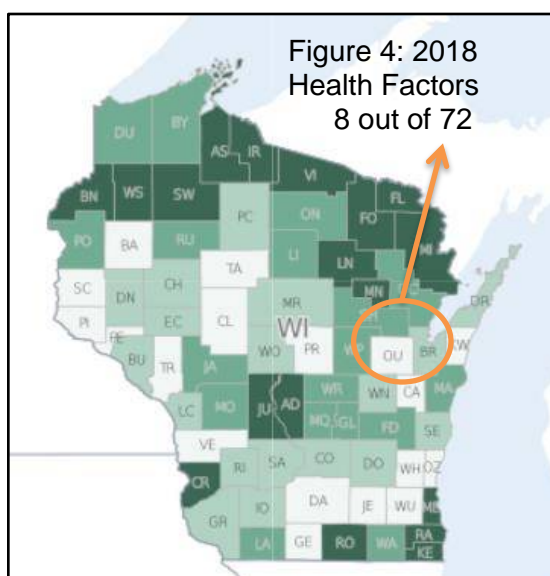 Figure 4: 2018
Health Factors
8 out of 72
DU
BY
AS
IR
VI
FL
BN
WS
SW
FO
PC
ON
MI
PO
BA
RU
LI
LN
TA
MN
SC
DN
CH
DR
MR
PI
PE
EC
CL
WI
BU
TR
JA
WO
PR
WP
OU
BR
KW
WN
CA
MA
LC
MO
JU
AD
WR
MQ
GL
FD
SE
VE
CR
RI
SA
CO
DO
WH
OZ
GR
IO
DA
JE
WU
LA
GE
RO
WA
RA
KE